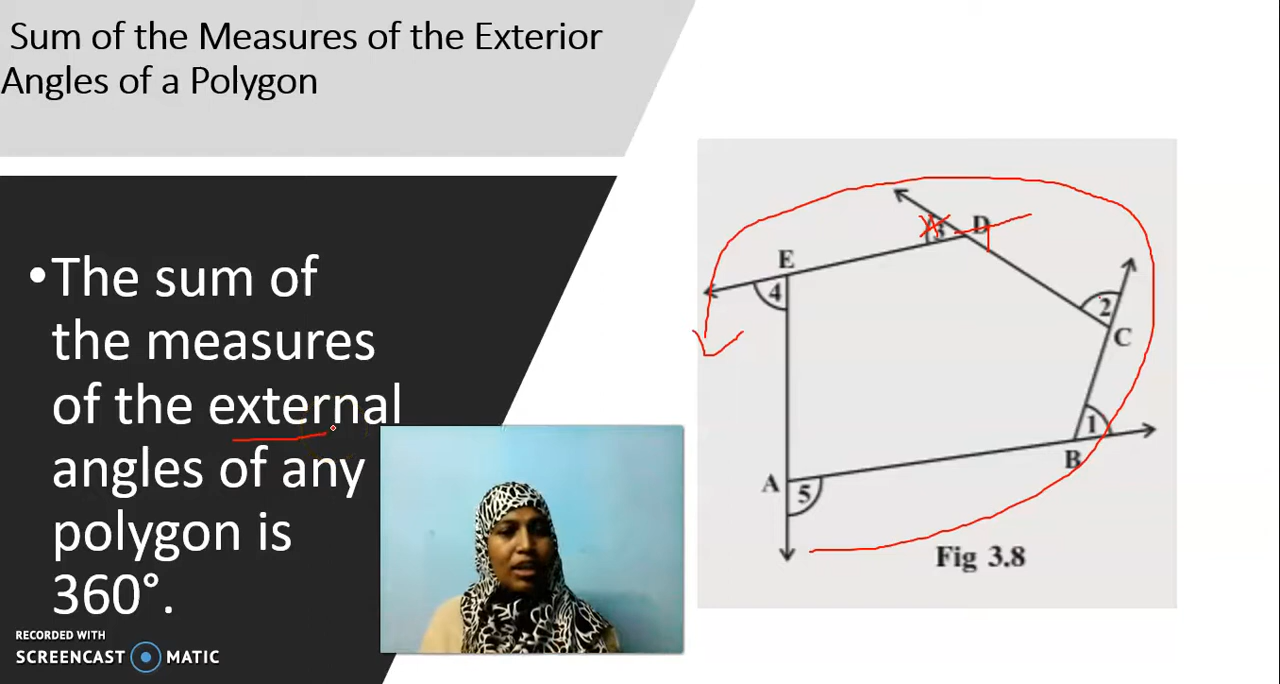 Sum of the Measures of the Exterior
Angles of a Polygon
•The sum of
the measures
of the external
angles of any
polygon is
360°.
D
3
E
4
2
C
1
B
A
5
Fig 3.8
RECORDED WITH
SCREENCAST MATIC